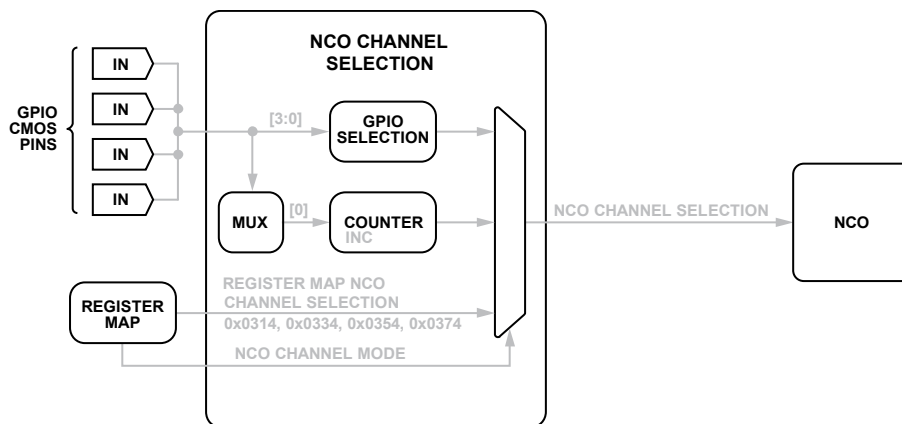 NCO CHANNEL
SELECTION
IN
IN
IN
IN
GPIO
CMOS
PINS
[3:0]
GPIO
SELECTION
MUX
[0]
COUNTER
INC
NCO CHANNEL SELECTION
NCO
REGISTER
MAP
REGISTER MAP NCO
CHANNEL SELECTION
0x0314, 0x0334, 0x0354, 0x0374
NCO CHANNEL MODE